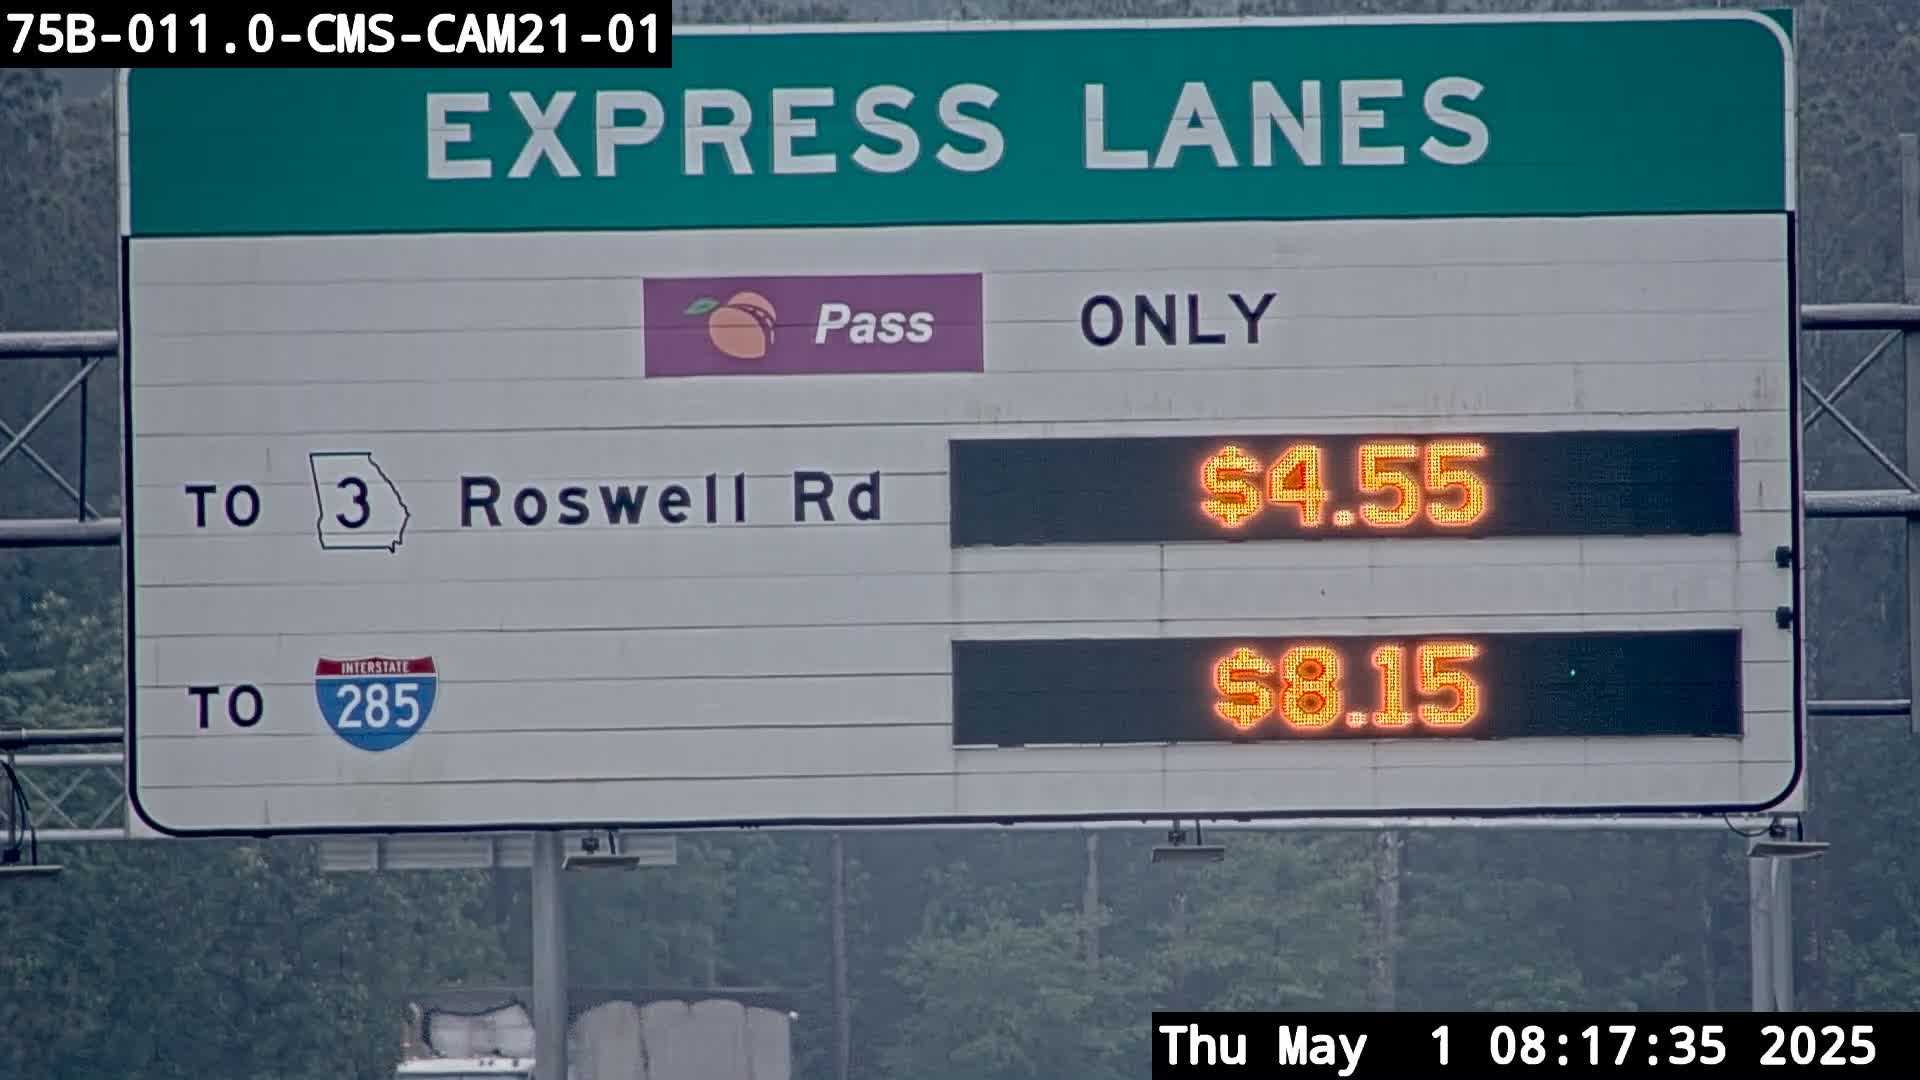 75B-011.0-CMS-CAM21-01
EXPRESS LANES
Pass ONLY
TO 3 Roswell Rd $4.55
TO INTERSTATE 285 $8.15
Thu May 1 08:17:35 2025